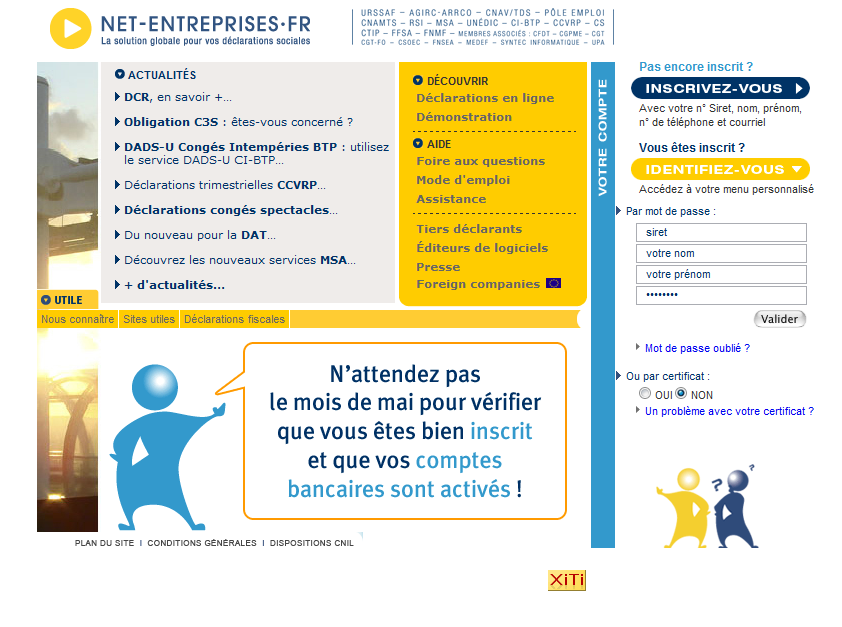 NET-ENTREPRISES·FR
La solution globale pour vos déclarations sociales
URSSAF – AGIRC-ARRCO – CNAV/TDS – PÔLE EMPLOI
CNAMTS – RSI – MSA – UNÉDIC – CI-BTP – CCVRP – CS
CTIP – FFSA – FNMF – MEMBRES ASSOCIÉS : CFDT – CGPME – CGT
CGT-FO – CSOEC – FNSEA – MEDEF – SYNTEC INFORMATIQUE – UPA
ACTUALITÉS
DCR, en savoir +...
Obligation C3S : êtes-vous concerné ?
DADS-U Congés Intempéries BTP : utilisez
le service DADS-U CI-BTP...
Déclarations trimestrielles CCVRP...
Déclarations congés spectacles...
Du nouveau pour la DAT...
Découvrez les nouveaux services MSA...
+ d'actualités...
DÉCOUVRIR
Déclarations en ligne
Démonstration
AIDE
Foire aux questions
Mode d'emploi
Assistance
Tiers déclarants
Éditeurs de logiciels
Presse
Foreign companies
VOTRE COMPTE
Pas encore inscrit ?
INSCRIVEZ-VOUS
Avec votre n° Siret, nom, prénom,
n° de téléphone et courriel
Vous êtes inscrit ?
IDENTIFIEZ-VOUS
Accédez à votre menu personnalisé
Par mot de passe :
siret
votre nom
votre prénom
••••••••
Valider
Mot de passe oublié ?
Ou par certificat :
OUI NON
Un problème avec votre certificat ?
UTILE
Nous connaître
Sites utiles
Déclarations fiscales
N'attendez pas
le mois de mai pour vérifier
que vous êtes bien inscrit
et que vos comptes
bancaires sont activés !
? ?
PLAN DU SITE I CONDITIONS GÉNÉRALES I DISPOSITIONS CNIL
XiTi